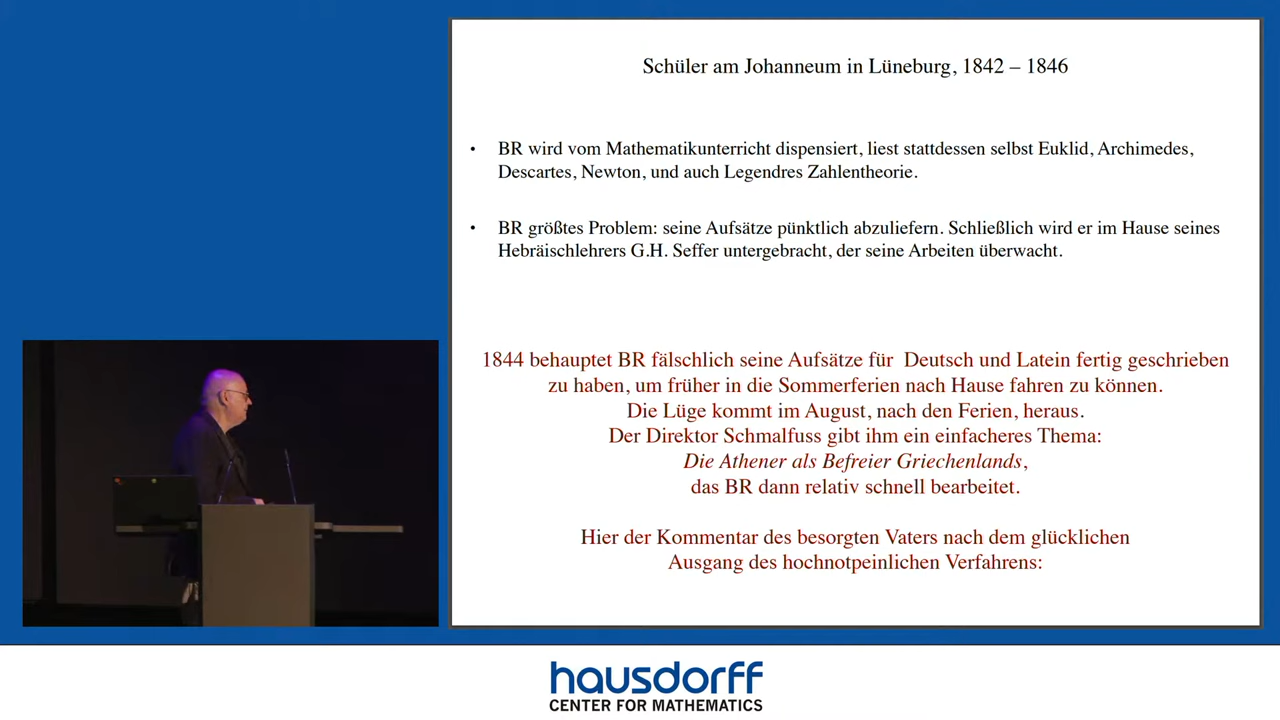 Schüler am Johanneum in Lüneburg, 1842 – 1846
• BR wird vom Mathematikunterricht dispensiert, liest stattdessen selbst Euklid, Archimedes,
Descartes, Newton, und auch Legendres Zahlentheorie.
• BR größtes Problem: seine Aufsätze pünktlich abzuliefern. Schließlich wird er im Hause seines
Hebräischlehrers G.H. Seffer untergebracht, der seine Arbeiten überwacht.
1844 behauptet BR fälschlich seine Aufsätze für Deutsch und Latein fertig geschrieben
zu haben, um früher in die Sommerferien nach Hause fahren zu können.
Die Lüge kommt im August, nach den Ferien, heraus.
Der Direktor Schmalfuss gibt ihm ein einfacheres Thema:
Die Athener als Befreier Griechenlands,
das BR dann relativ schnell bearbeitet.
Hier der Kommentar des besorgten Vaters nach dem glücklichen
Ausgang des hochnotpeinlichen Verfahrens:
hausdorff
CENTER FOR MATHEMATICS